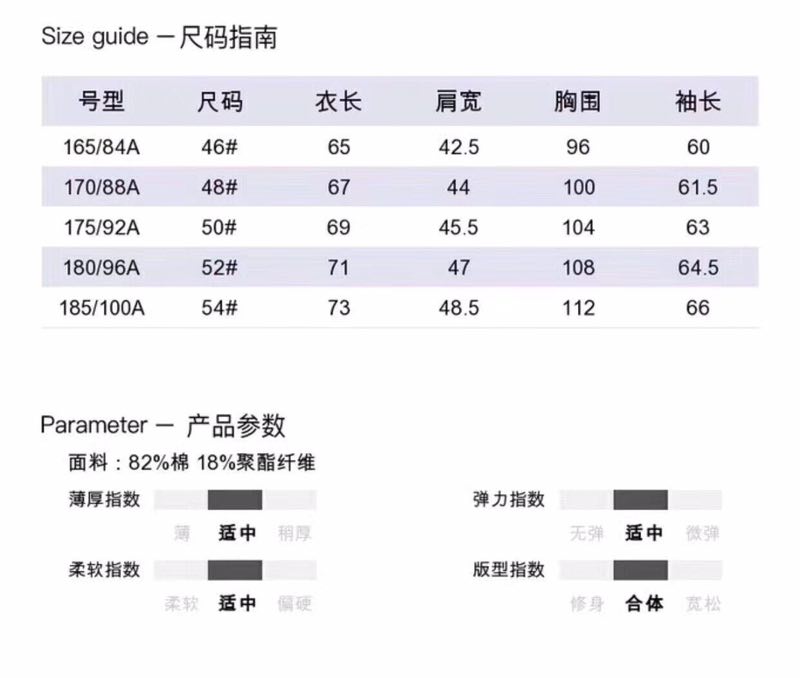 Size guide — 尺码指南
号型 尺码 衣长 肩宽 胸围 袖长
165/84A 46# 65 42.5 96 60
170/88A 48# 67 44 100 61.5
175/92A 50# 69 45.5 104 63
180/96A 52# 71 47 108 64.5
185/100A 54# 73 48.5 112 66
Parameter — 产品参数
面料：82%棉 18%聚酯纤维
薄厚指数 弹力指数
薄 适中 稍厚 无弹 适中 微弹
柔软指数 版型指数
柔软 适中 偏硬 修身 合体 宽松